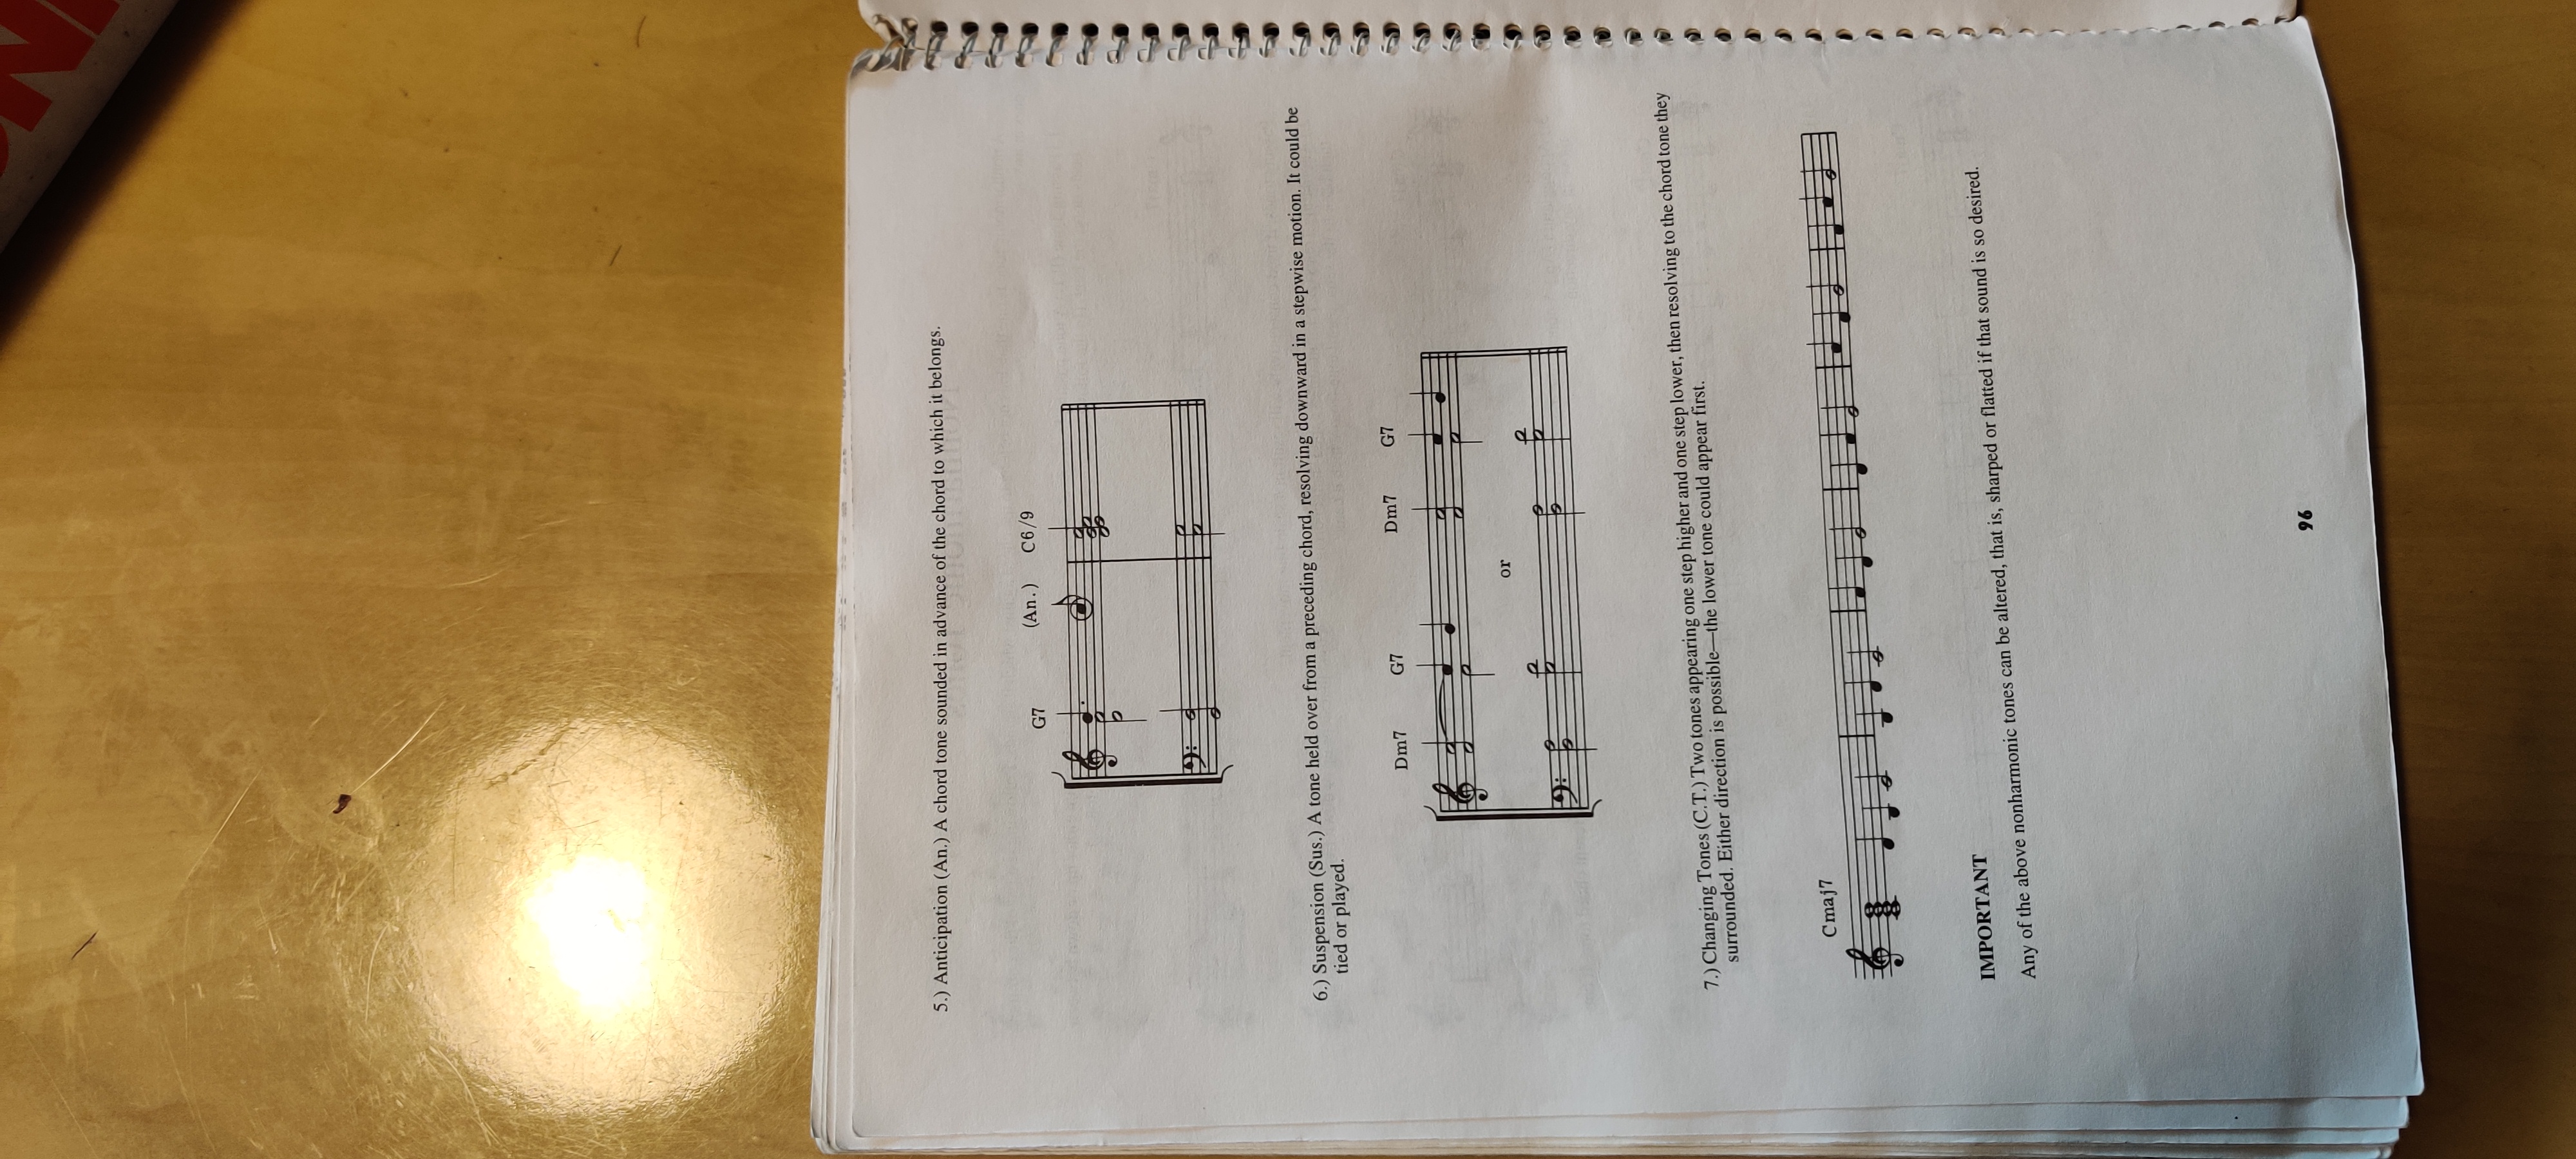 5.) Anticipation (An.) A chord tone sounded in advance of the chord to which it belongs.
G7 (An.) C6/9
6.) Suspension (Sus.) A tone held over from a preceding chord, resolving downward in a stepwise motion. It could be
tied or played.
Dm7 G7 Dm7 G7
or
7.) Changing Tones (C.T.) Two tones appearing one step higher and one step lower, then resolving to the chord tone they
surrounded. Either direction is possible—the lower tone could appear first.
Cmaj7
IMPORTANT
Any of the above nonharmonic tones can be altered, that is, sharped or flatted if that sound is so desired.
96